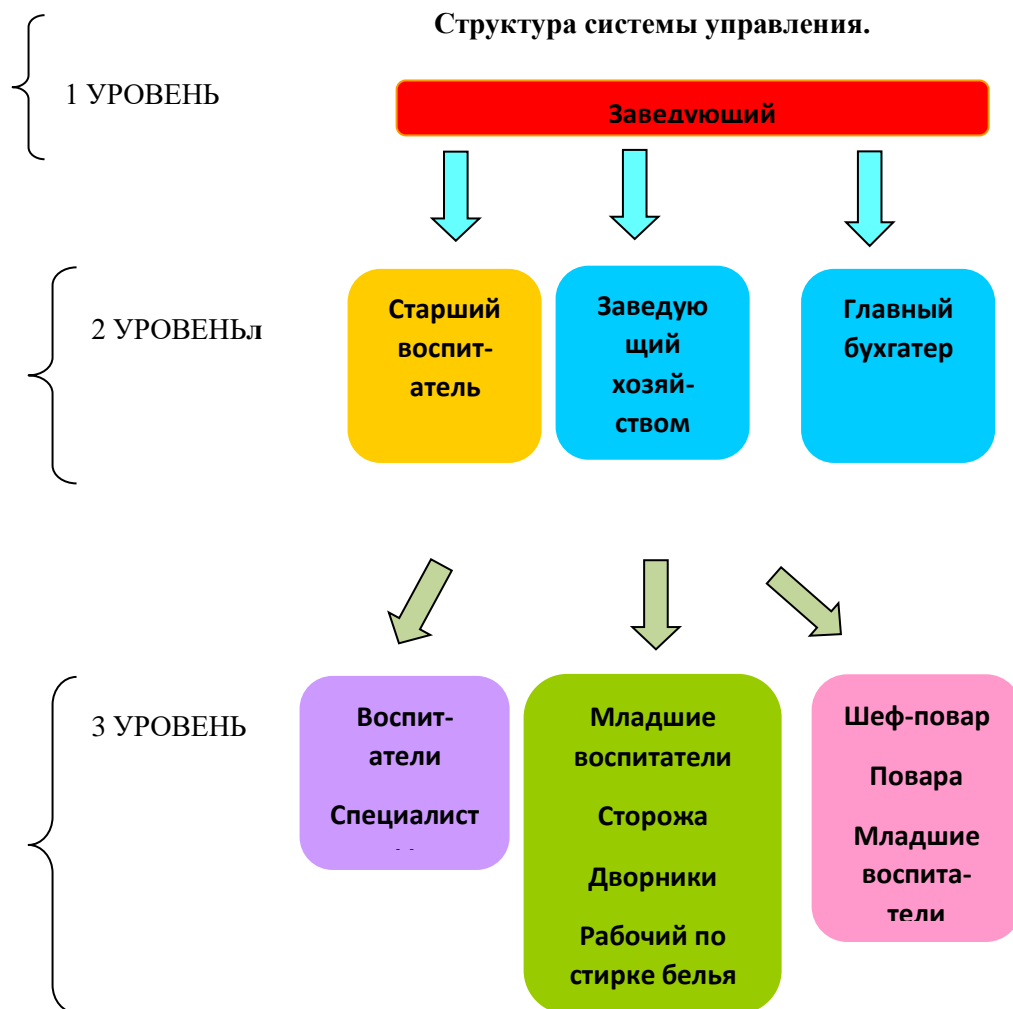 Структура системы управления.
1 УРОВЕНЬ
Заведующий
2 УРОВЕНЬл
Старший
воспит-
атель
Заведую
щий
хозяй-
ством
Главный
бухгатер
3 УРОВЕНЬ
Воспит-
атели
Специалист
Младшие
воспитатели
Сторожа
Дворники
Рабочий по
стирке белья
Шеф-повар
Повара
Младшие
воспита-
тели